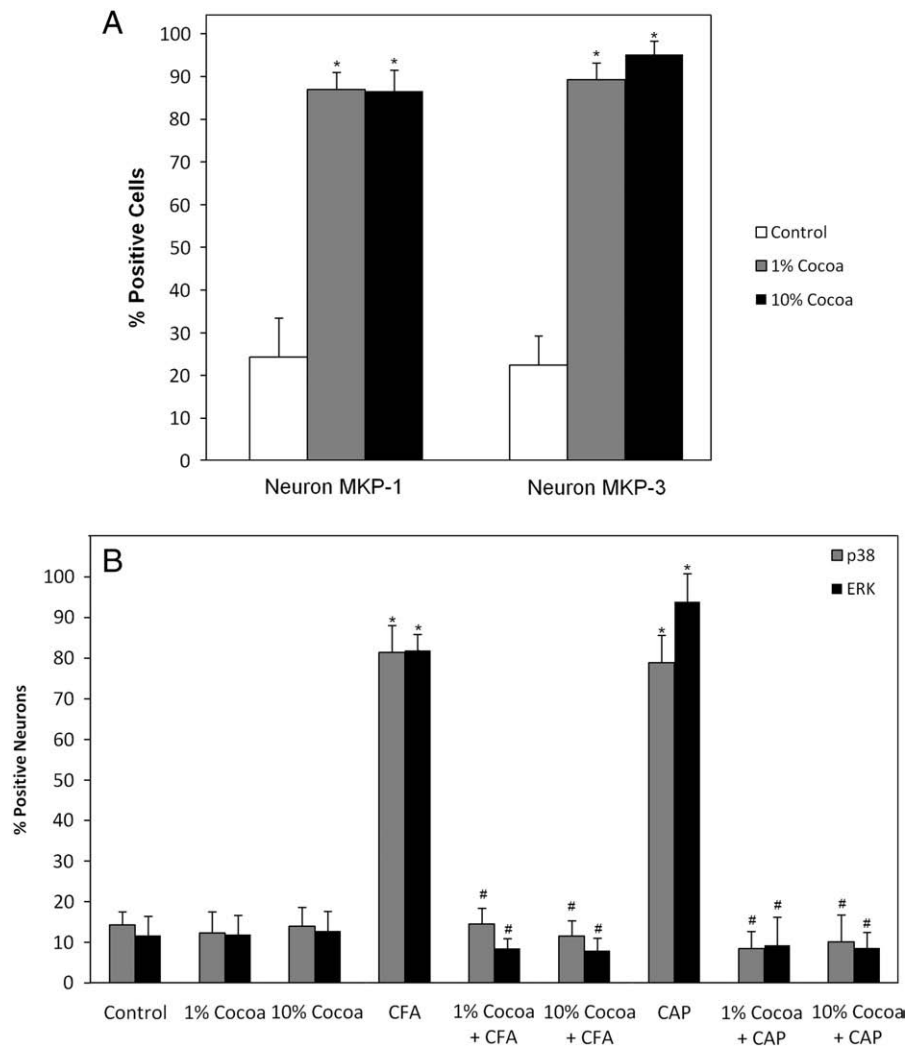 A
% Positive Cells
100
90
80
70
60
50
40
30
20
10
0
* * * *
Neuron MKP-1 Neuron MKP-3
Control
1% Cocoa
10% Cocoa
B
% Positive Neurons
100
90
80
70
60
50
40
30
20
10
0
p38
ERK
* * * *
# # # # # # # #
Control 1% Cocoa 10% Cocoa CFA 1% Cocoa 10% Cocoa CAP 1% Cocoa 10% Cocoa
+ CFA + CFA + CAP + CAP